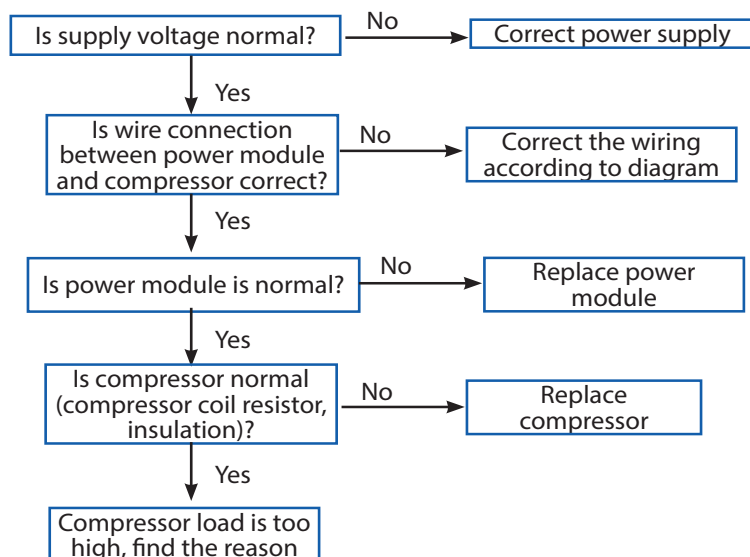 Is supply voltage normal?
No
Correct power supply
Yes
Is wire connection
between power module
and compressor correct?
No
Correct the wiring
according to diagram
Yes
Is power module is normal?
No
Replace power
module
Yes
Is compressor normal
(compressor coil resistor,
insulation)?
No
Replace
compressor
Yes
Compressor load is too
high, find the reason